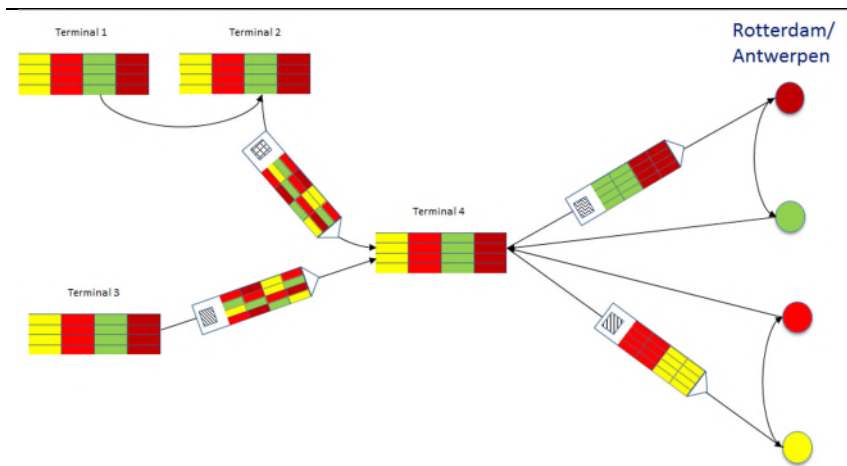 Terminal 1
Terminal 2
Rotterdam/
Antwerpen
Terminal 4
Terminal 3